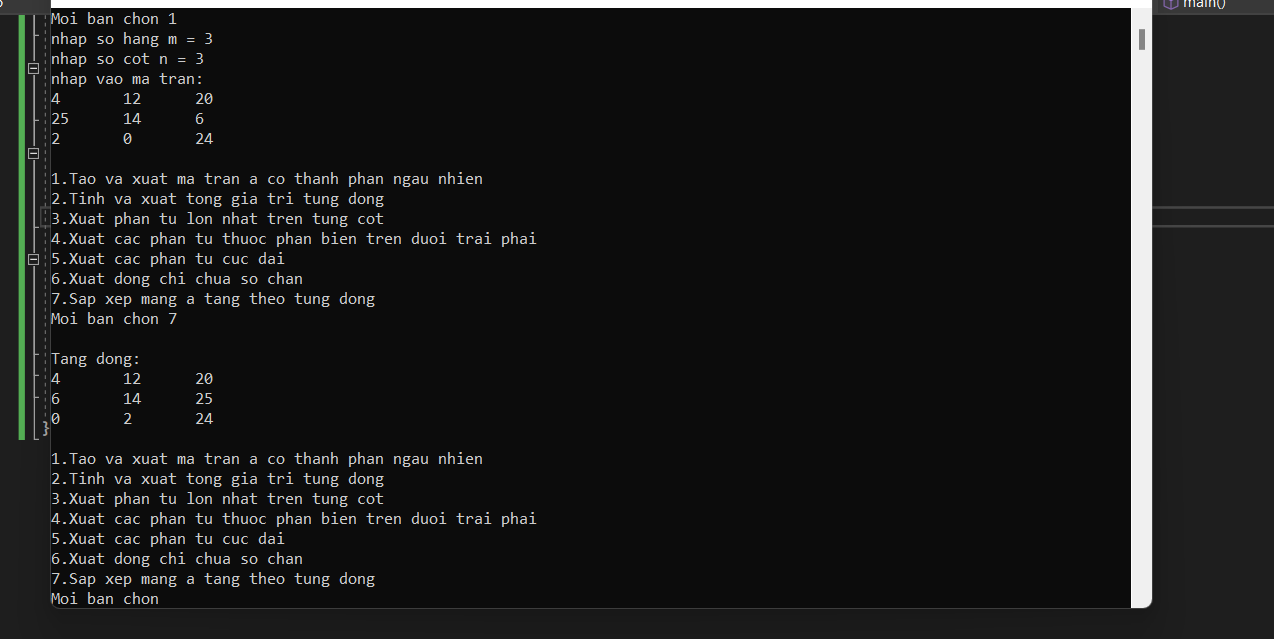 main()
Moi ban chon 1
nhap so hang m = 3
nhap so cot n = 3
nhap vao ma tran:
4 12 20
25 14 6
2 0 24
1.Tao va xuat ma tran a co thanh phan ngau nhien
2.Tinh va xuat tong gia tri tung dong
3.Xuat phan tu lon nhat tren tung cot
4.Xuat cac phan tu thuoc phan bien tren duoi trai phai
5.Xuat cac phan tu cuc dai
6.Xuat dong chi chua so chan
7.Sap xep mang a tang theo tung dong
Moi ban chon 7
Tang dong:
4 12 20
6 14 25
0 2 24
}
1.Tao va xuat ma tran a co thanh phan ngau nhien
2.Tinh va xuat tong gia tri tung dong
3.Xuat phan tu lon nhat tren tung cot
4.Xuat cac phan tu thuoc phan bien tren duoi trai phai
5.Xuat cac phan tu cuc dai
6.Xuat dong chi chua so chan
7.Sap xep mang a tang theo tung dong
Moi ban chon